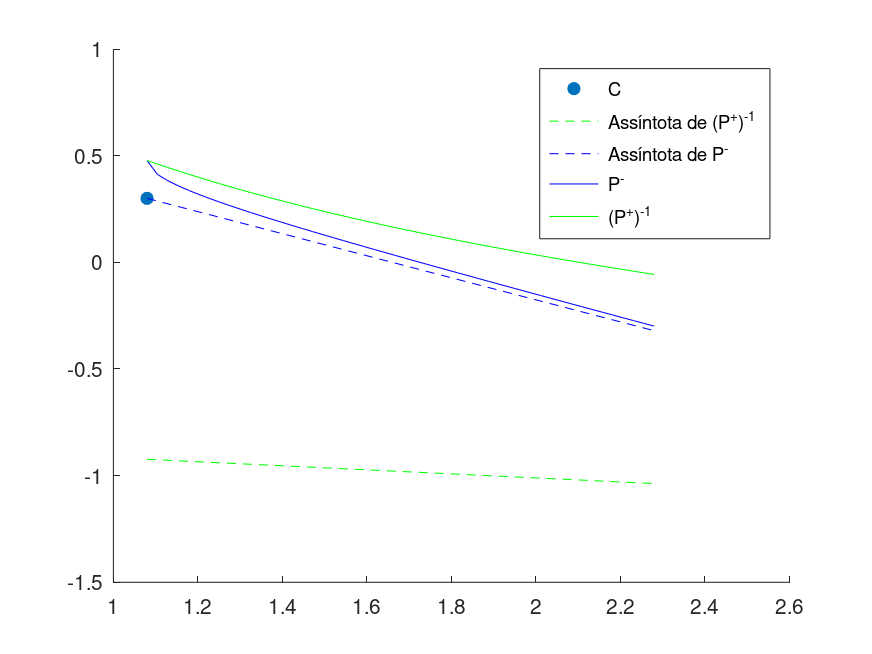 1
0.5
0
-0.5
-1
-1.5
1 1.2 1.4 1.6 1.8 2 2.2 2.4 2.6
C
Assíntota de (P⁺)⁻¹
Assíntota de P⁻
P⁻
(P⁺)⁻¹